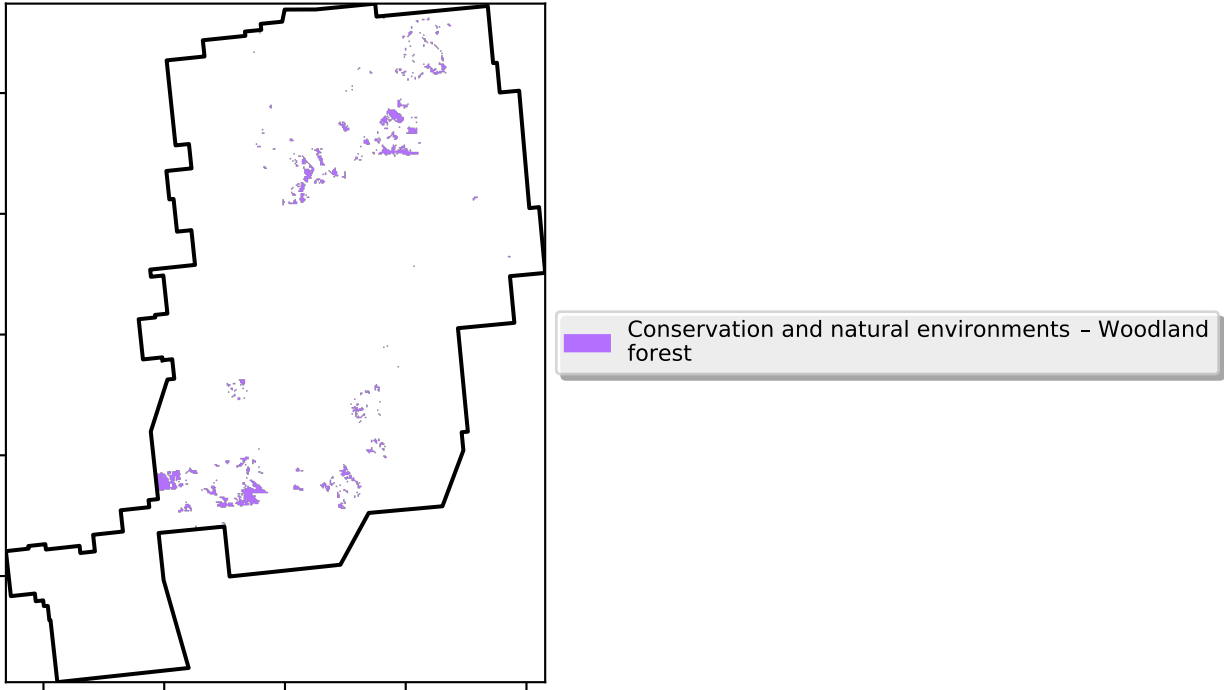 Conservation and natural environments – Woodland
forest